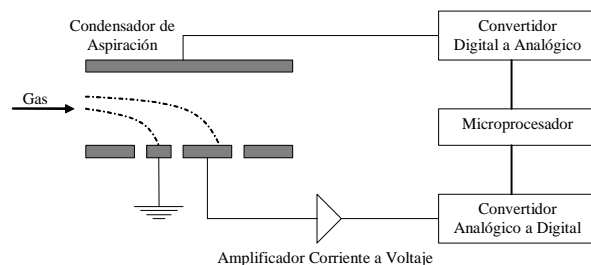 Condensador de
Aspiración
Convertidor
Digital a Analógico
Gas
Microprocesador
Convertidor
Analógico a Digital
Amplificador Corriente a Voltaje